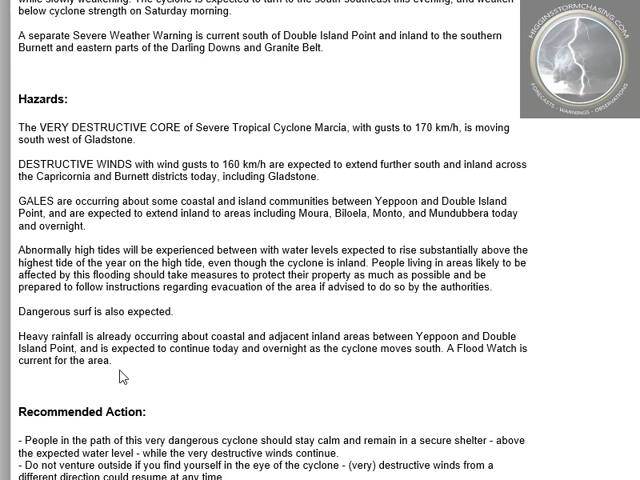 while slowly weakening. The cyclone is expected to turn to the south southeast this evening, and weaken
below cyclone strength on Saturday morning.
A separate Severe Weather Warning is current south of Double Island Point and inland to the southern
Burnett and eastern parts of the Darling Downs and Granite Belt.
Hazards:
The VERY DESTRUCTIVE CORE of Severe Tropical Cyclone Marcia, with gusts to 170 km/h, is moving
south west of Gladstone.
DESTRUCTIVE WINDS with wind gusts to 160 km/h are expected to extend further south and inland across
the Capricornia and Burnett districts today, including Gladstone.
GALES are occurring about some coastal and island communities between Yeppoon and Double Island
Point, and are expected to extend inland to areas including Moura, Biloela, Monto, and Mundubbera today
and overnight.
Abnormally high tides will be experienced between with water levels expected to rise substantially above the
highest tide of the year on the high tide, even though the cyclone is inland. People living in areas likely to be
affected by this flooding should take measures to protect their property as much as possible and be
prepared to follow instructions regarding evacuation of the area if advised to do so by the authorities.
Dangerous surf is also expected.
Heavy rainfall is already occurring about coastal and adjacent inland areas between Yeppoon and Double
Island Point, and is expected to continue today and overnight as the cyclone moves south. A Flood Watch is
current for the area.
Recommended Action:
- People in the path of this very dangerous cyclone should stay calm and remain in a secure shelter - above
the expected water level - while the very destructive winds continue.
- Do not venture outside if you find yourself in the eye of the cyclone - (very) destructive winds from a
different direction could resume at any time.
HIGGINSSTORMCHASING.COM
FORECASTS - WARNINGS - OBSERVATIONS